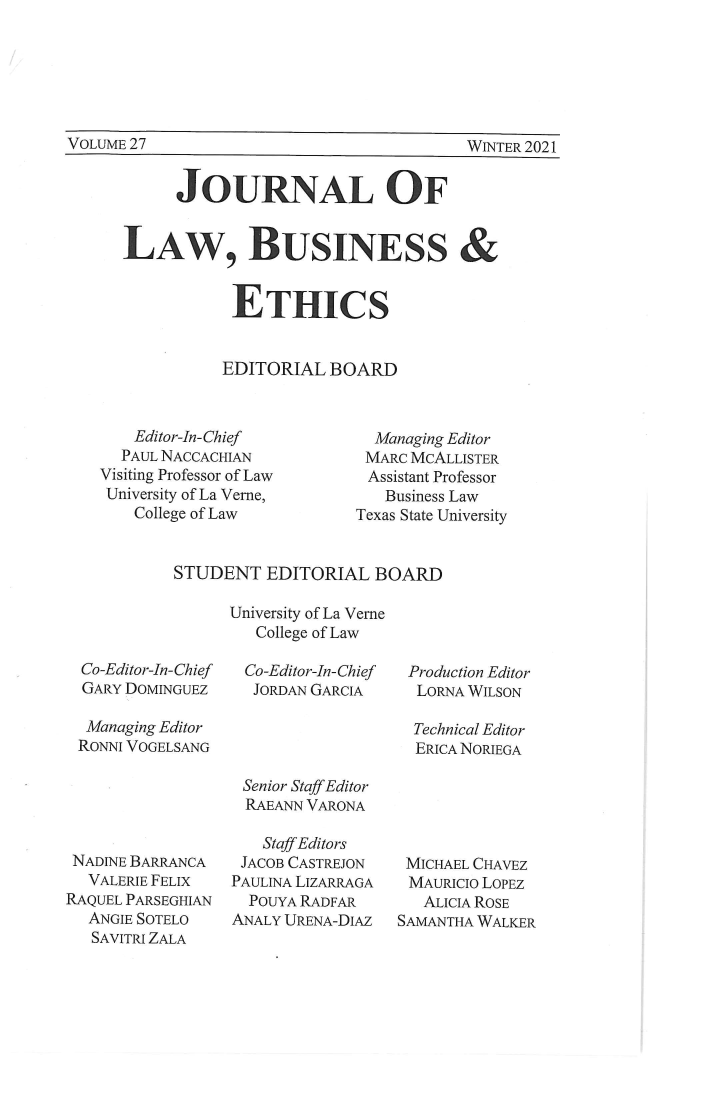 VOLUME 27 WINTER 2021
JOURNAL OF
LAW, BUSINESS &
ETHICS
EDITORIAL BOARD
Editor-In-Chief Managing Editor
PAUL NACCACHIAN MARC MCALLISTER
Visiting Professor of Law Assistant Professor
University of La Verne, Business Law
College of Law Texas State University
STUDENT EDITORIAL BOARD
University of La Verne
College of Law
Co-Editor-In-Chief Co-Editor-In-Chief Production Editor
GARY DOMINGUEZ JORDAN GARCIA LORNA WILSON
Managing Editor Technical Editor
RONNI VOGELSANG ERICA NORIEGA
Senior Staff Editor
RAEANN VARONA
Staff Editors
NADINE BARRANCA JACOB CASTREJON MICHAEL CHAVEZ
VALERIE FELIX PAULINA LIZARRAGA MAURICIO LOPEZ
RAQUEL PARSEGHIAN POUYA RADFAR ALICIA ROSE
ANGIE SOTELO ANALY URENA-DIAZ SAMANTHA WALKER
SAVITRI ZALA